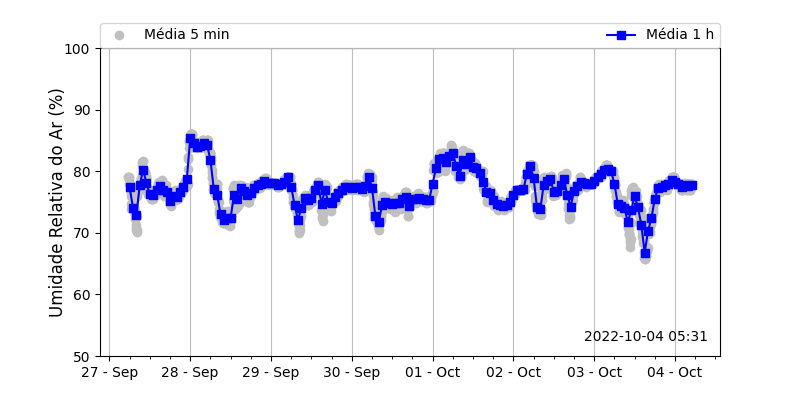 Média 5 min
Média 1 h
Umidade Relativa do Ar (%)
100
90
80
70
60
50
2022-10-04 05:31
27 - Sep
28 - Sep
29 - Sep
30 - Sep
01 - Oct
02 - Oct
03 - Oct
04 - Oct